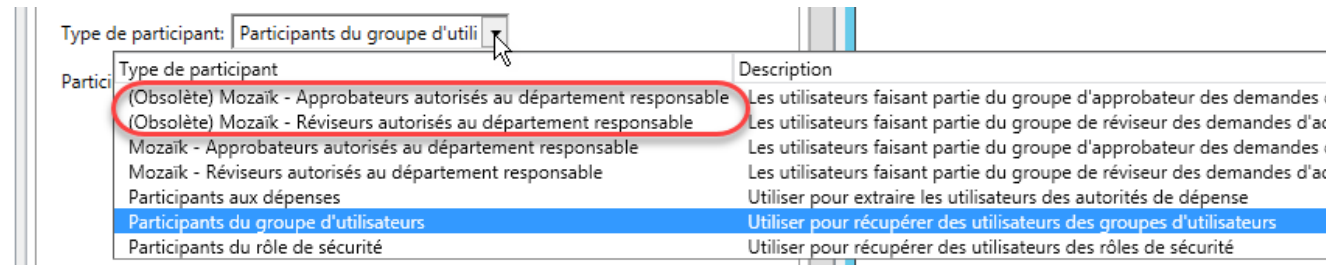 Type de participant: Participants du groupe d'utili
Partici
Type de participant Description
(Obsolète) Mozaïk - Approbateurs autorisés au département responsable Les utilisateurs faisant partie du groupe d'approbateur des demandes
(Obsolète) Mozaïk - Réviseurs autorisés au département responsable Les utilisateurs faisant partie du groupe de réviseur des demandes d'ac
Mozaïk - Approbateurs autorisés au département responsable Les utilisateurs faisant partie du groupe d'approbateur des demandes
Mozaïk - Réviseurs autorisés au département responsable Les utilisateurs faisant partie du groupe de réviseur des demandes d'ac
Participants aux dépenses Utiliser pour extraire les utilisateurs des autorités de dépense
Participants du groupe d'utilisateurs Utiliser pour récupérer des utilisateurs des groupes d'utilisateurs
Participants du rôle de sécurité Utiliser pour récupérer des utilisateurs des rôles de sécurité